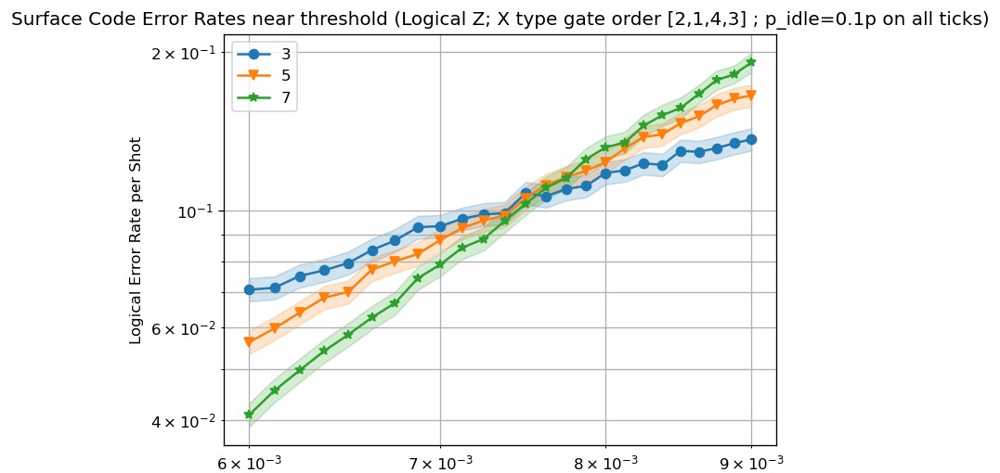 Surface Code Error Rates near threshold (Logical Z; X type gate order [2,1,4,3] ; p_idle=0.1p on all ticks)
3
5
7
Logical Error Rate per Shot
2 × 10⁻¹
10⁻¹
6 × 10⁻²
4 × 10⁻²
6 × 10⁻³
7 × 10⁻³
8 × 10⁻³
9 × 10⁻³